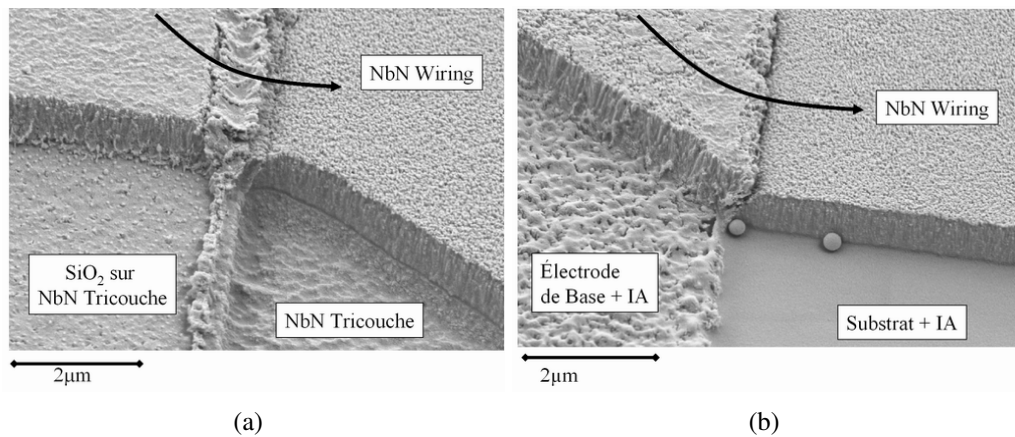 NbN Wiring
SiO₂ sur
NbN Tricouche
NbN Tricouche
2µm
(a)
NbN Wiring
Électrode
de Base + IA
Substrat + IA
2µm
(b)